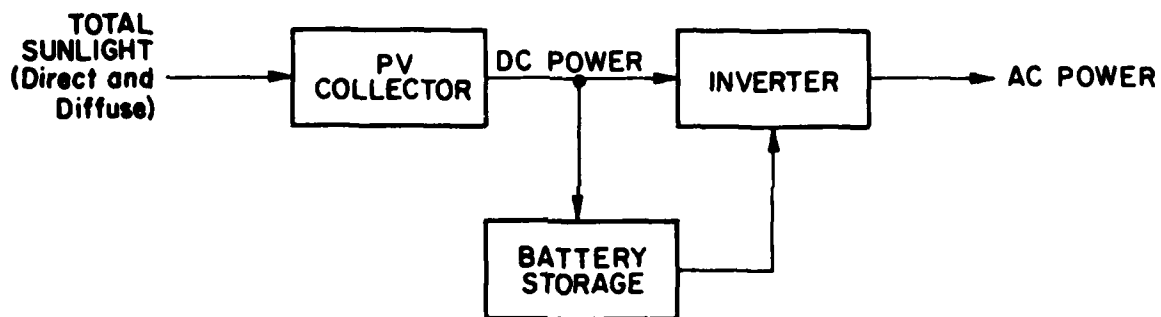 TOTAL
SUNLIGHT
(Direct and
Diffuse)
PV
COLLECTOR
DC POWER
INVERTER
AC POWER
BATTERY
STORAGE